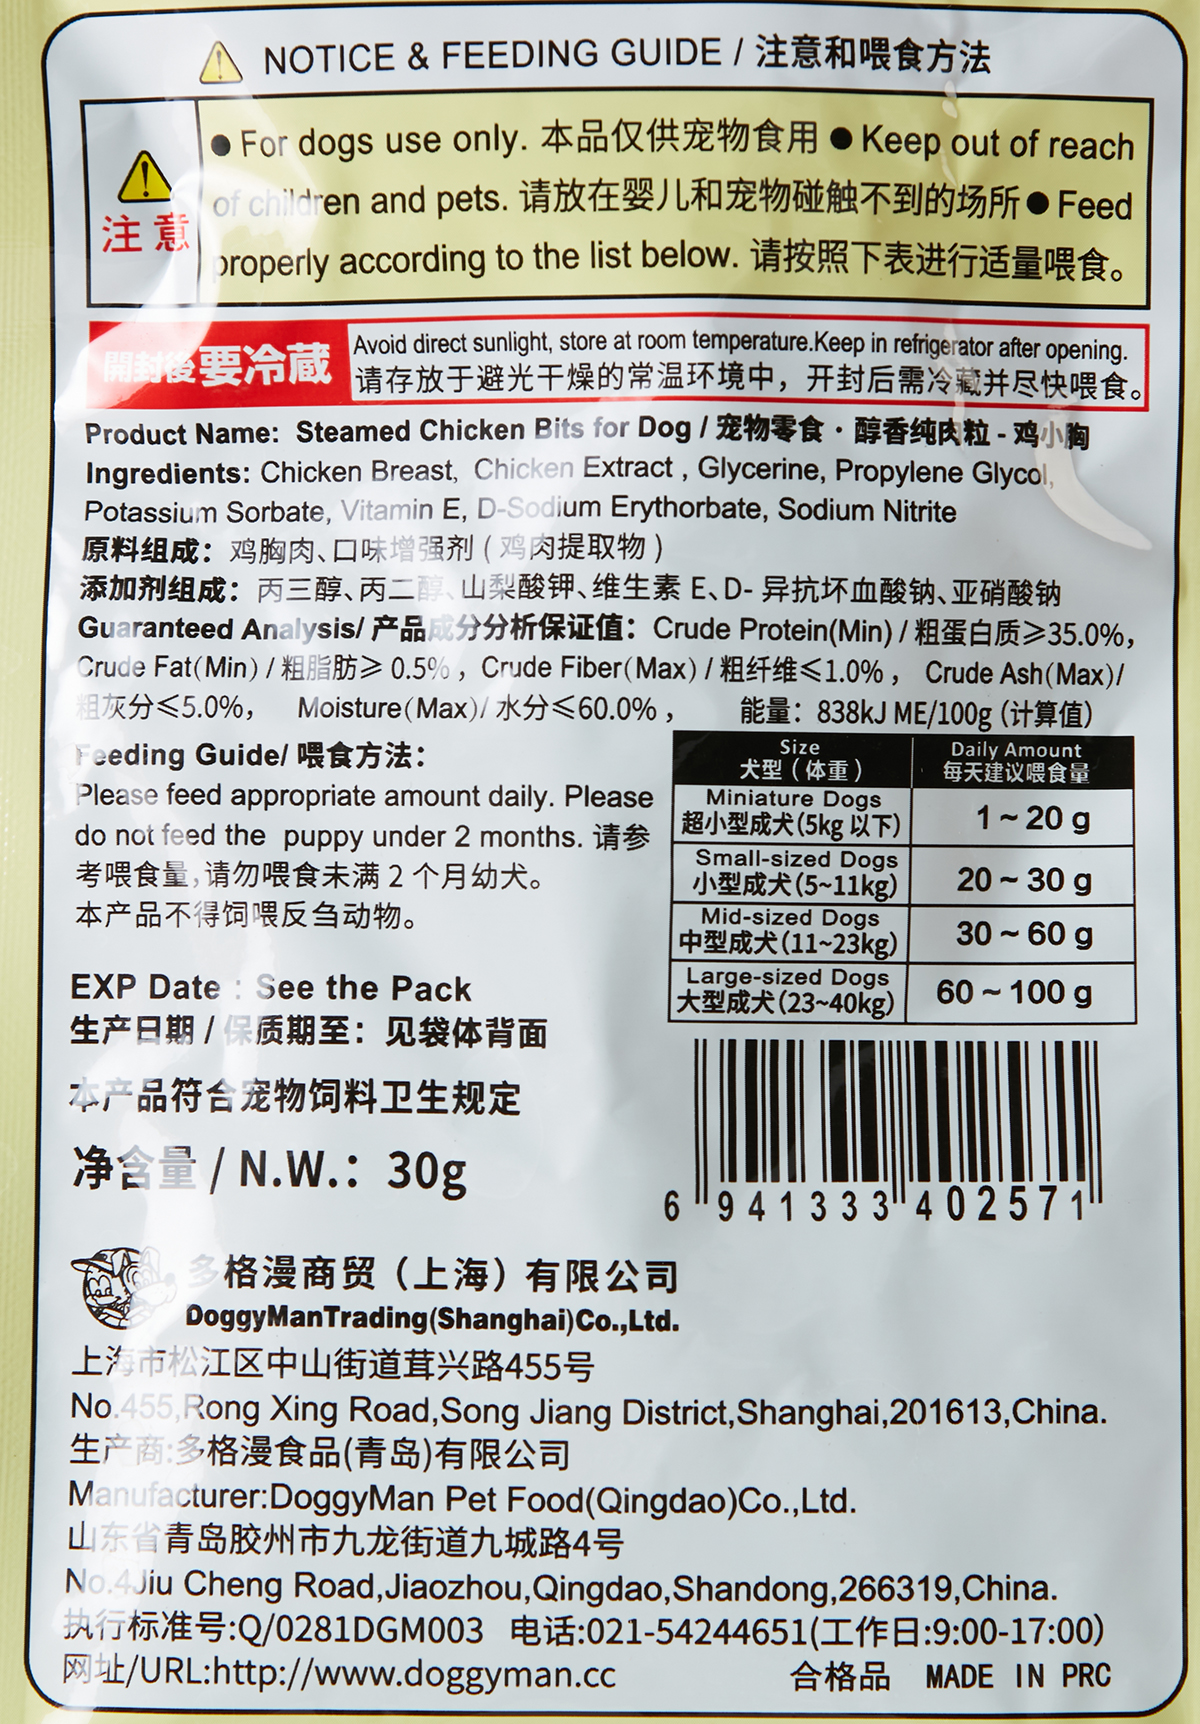 NOTICE & FEEDING GUIDE / 注意和喂食方法
注意
● For dogs use only. 本品仅供宠物食用 ● Keep out of reach
of children and pets. 请放在婴儿和宠物碰触不到的场所 ● Feed
properly according to the list below. 请按照下表进行适量喂食。
開封後要冷蔵
Avoid direct sunlight, store at room temperature.Keep in refrigerator after opening.
请存放于避光干燥的常温环境中，开封后需冷藏并尽快喂食。
Product Name: Steamed Chicken Bits for Dog / 宠物零食·醇香纯肉粒 - 鸡小胸
Ingredients: Chicken Breast, Chicken Extract , Glycerine, Propylene Glycol,
Potassium Sorbate, Vitamin E, D-Sodium Erythorbate, Sodium Nitrite
原料组成：鸡胸肉、口味增强剂 ( 鸡肉提取物 )
添加剂组成：丙三醇、丙二醇、山梨酸钾、维生素 E、D- 异抗坏血酸钠、亚硝酸钠
Guaranteed Analysis/ 产品成分分析保证值：Crude Protein(Min) / 粗蛋白质≥35.0%,
Crude Fat(Min) / 粗脂肪≥ 0.5% , Crude Fiber(Max) / 粗纤维≤1.0% , Crude Ash(Max)/
粗灰分≤5.0%, Moisture(Max)/ 水分≤60.0% , 能量：838kJ ME/100g (计算值)
Feeding Guide/ 喂食方法：
Please feed appropriate amount daily. Please
do not feed the puppy under 2 months. 请参
考喂食量,请勿喂食未满 2 个月幼犬。
本产品不得饲喂反刍动物。
Size Daily Amount
犬型 ( 体重 ) 每天建议喂食量
Miniature Dogs
超小型成犬(5kg 以下) 1 ~ 20 g
Small-sized Dogs
小型成犬(5~11kg) 20 ~ 30 g
Mid-sized Dogs
中型成犬(11~23kg) 30 ~ 60 g
Large-sized Dogs
大型成犬(23~40kg) 60 ~ 100 g
EXP Date : See the Pack
生产日期 / 保质期至：见袋体背面
本产品符合宠物饲料卫生规定
净含量 / N.W.: 30g
6 941333 402571
多格漫商贸（上海）有限公司
DoggyManTrading(Shanghai)Co.,Ltd.
上海市松江区中山街道茸兴路455号
No.455,Rong Xing Road,Song Jiang District,Shanghai,201613,China.
生产商:多格漫食品(青岛)有限公司
Manufacturer:DoggyMan Pet Food(Qingdao)Co.,Ltd.
山东省青岛胶州市九龙街道九城路4号
No.4Jiu Cheng Road,Jiaozhou,Qingdao,Shandong,266319,China.
执行标准号:Q/0281DGM003 电话:021-54244651(工作日:9:00-17:00)
网址/URL:http://www.doggyman.cc 合格品 MADE IN PRC